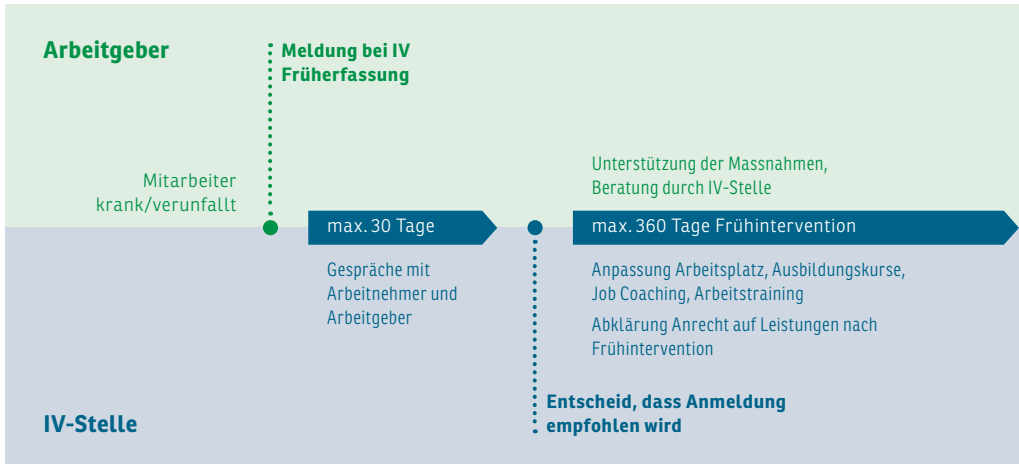 Arbeitgeber
Meldung bei IV
Früherfassung
Mitarbeiter
krank/verunfallt
Unterstützung der Massnahmen,
Beratung durch IV-Stelle
max. 30 Tage
max. 360 Tage Frühintervention
Gespräche mit
Arbeitnehmer und
Arbeitgeber
Anpassung Arbeitsplatz, Ausbildungskurse,
Job Coaching, Arbeitstraining
Abklärung Anrecht auf Leistungen nach
Frühintervention
Entscheid, dass Anmeldung
empfohlen wird
IV-Stelle